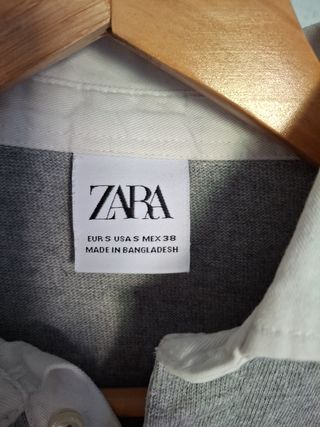 ZARA
EUR S USA S MEX 38
MADE IN BANGLADESH